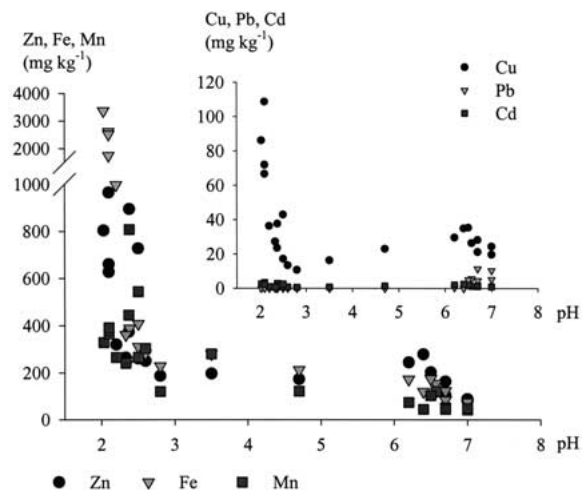 Cu, Pb, Cd
(mg kg⁻¹)
Zn, Fe, Mn
(mg kg⁻¹)
120
100
80
60
40
20
0
2 3 4 5 6 7 8 pH
Cu
Pb
Cd
4000
3000
2000
1000
800
600
400
200
0
2 3 4 5 6 7 8
pH
Zn Fe Mn